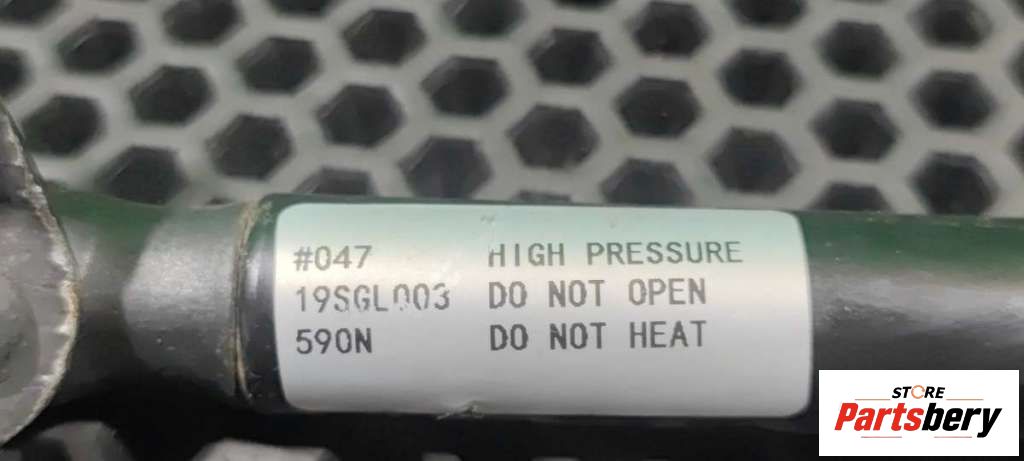 #047 HIGH PRESSURE
19SGL003 DO NOT OPEN
590N DO NOT HEAT
STORE
Partsbery